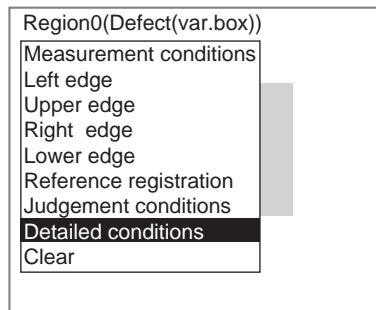 Region0(Defect(var.box))
Measurement conditions
Left edge
Upper edge
Right  edge
Lower edge
Reference registration
Judgement conditions
Detailed conditions
Clear